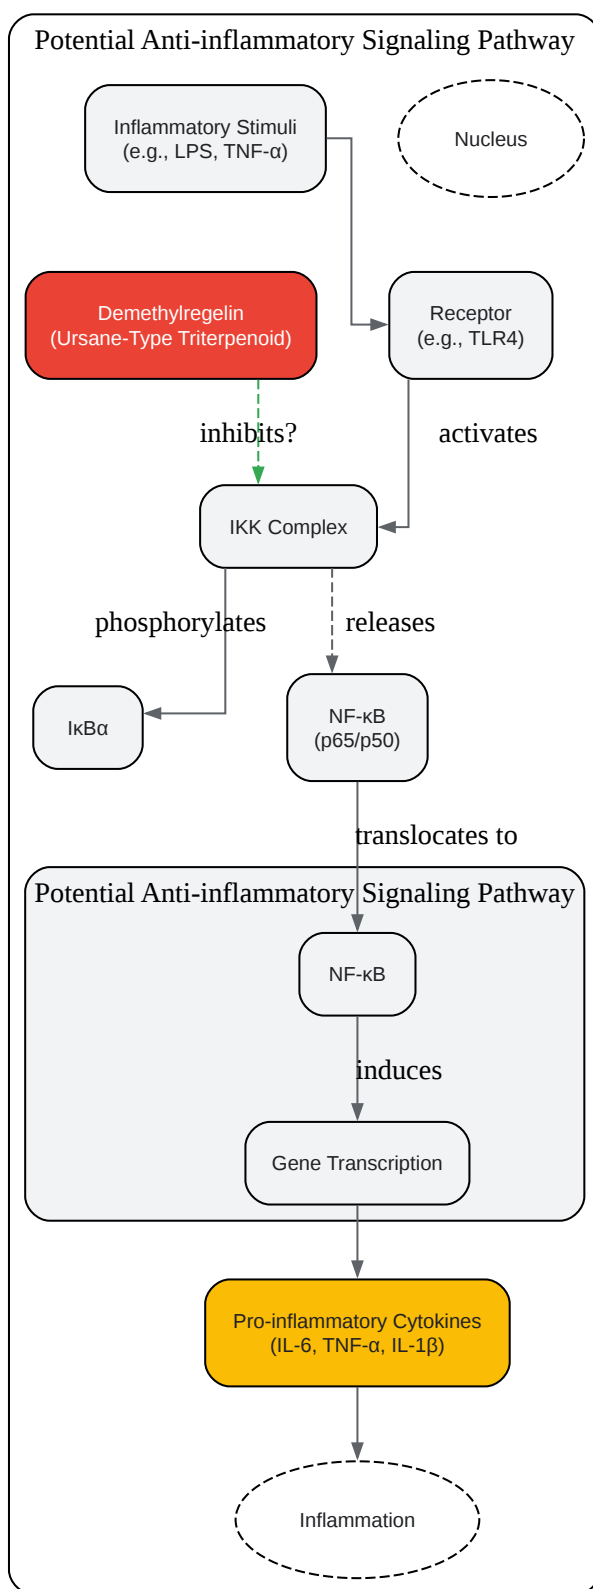 Potential Anti-inflammatory Signaling Pathway
Inflammatory Stimuli
(e.g., LPS, TNF-α)
Nucleus
Demethylregelin
(Ursane-Type Triterpenoid)
Receptor
(e.g., TLR4)
inhibits?
activates
IKK Complex
phosphorylates
releases
IκBα
NF-κB
(p65/p50)
translocates to
Potential Anti-inflammatory Signaling Pathway
NF-κB
induces
Gene Transcription
Pro-inflammatory Cytokines
(IL-6, TNF-α, IL-1β)
Inflammation